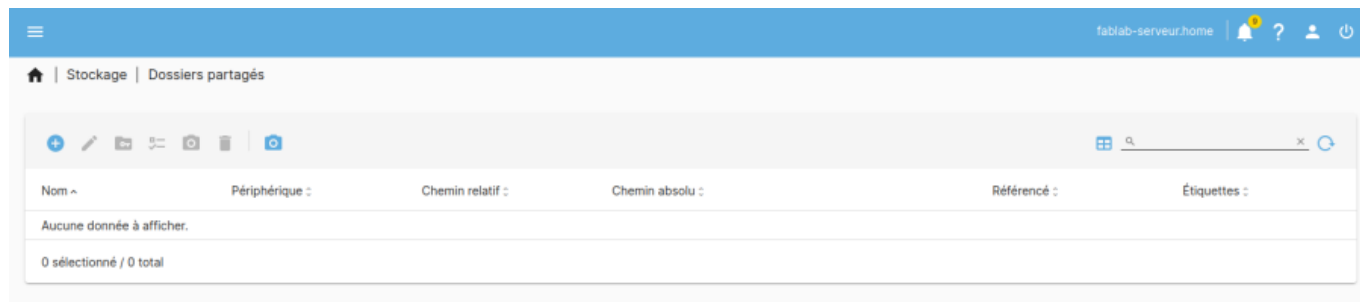 fablab-serveur.home
Stockage | Dossiers partagés
Nom Périphérique Chemin relatif Chemin absolu Référencé Étiquettes
Aucune donnée à afficher.
0 sélectionné / 0 total